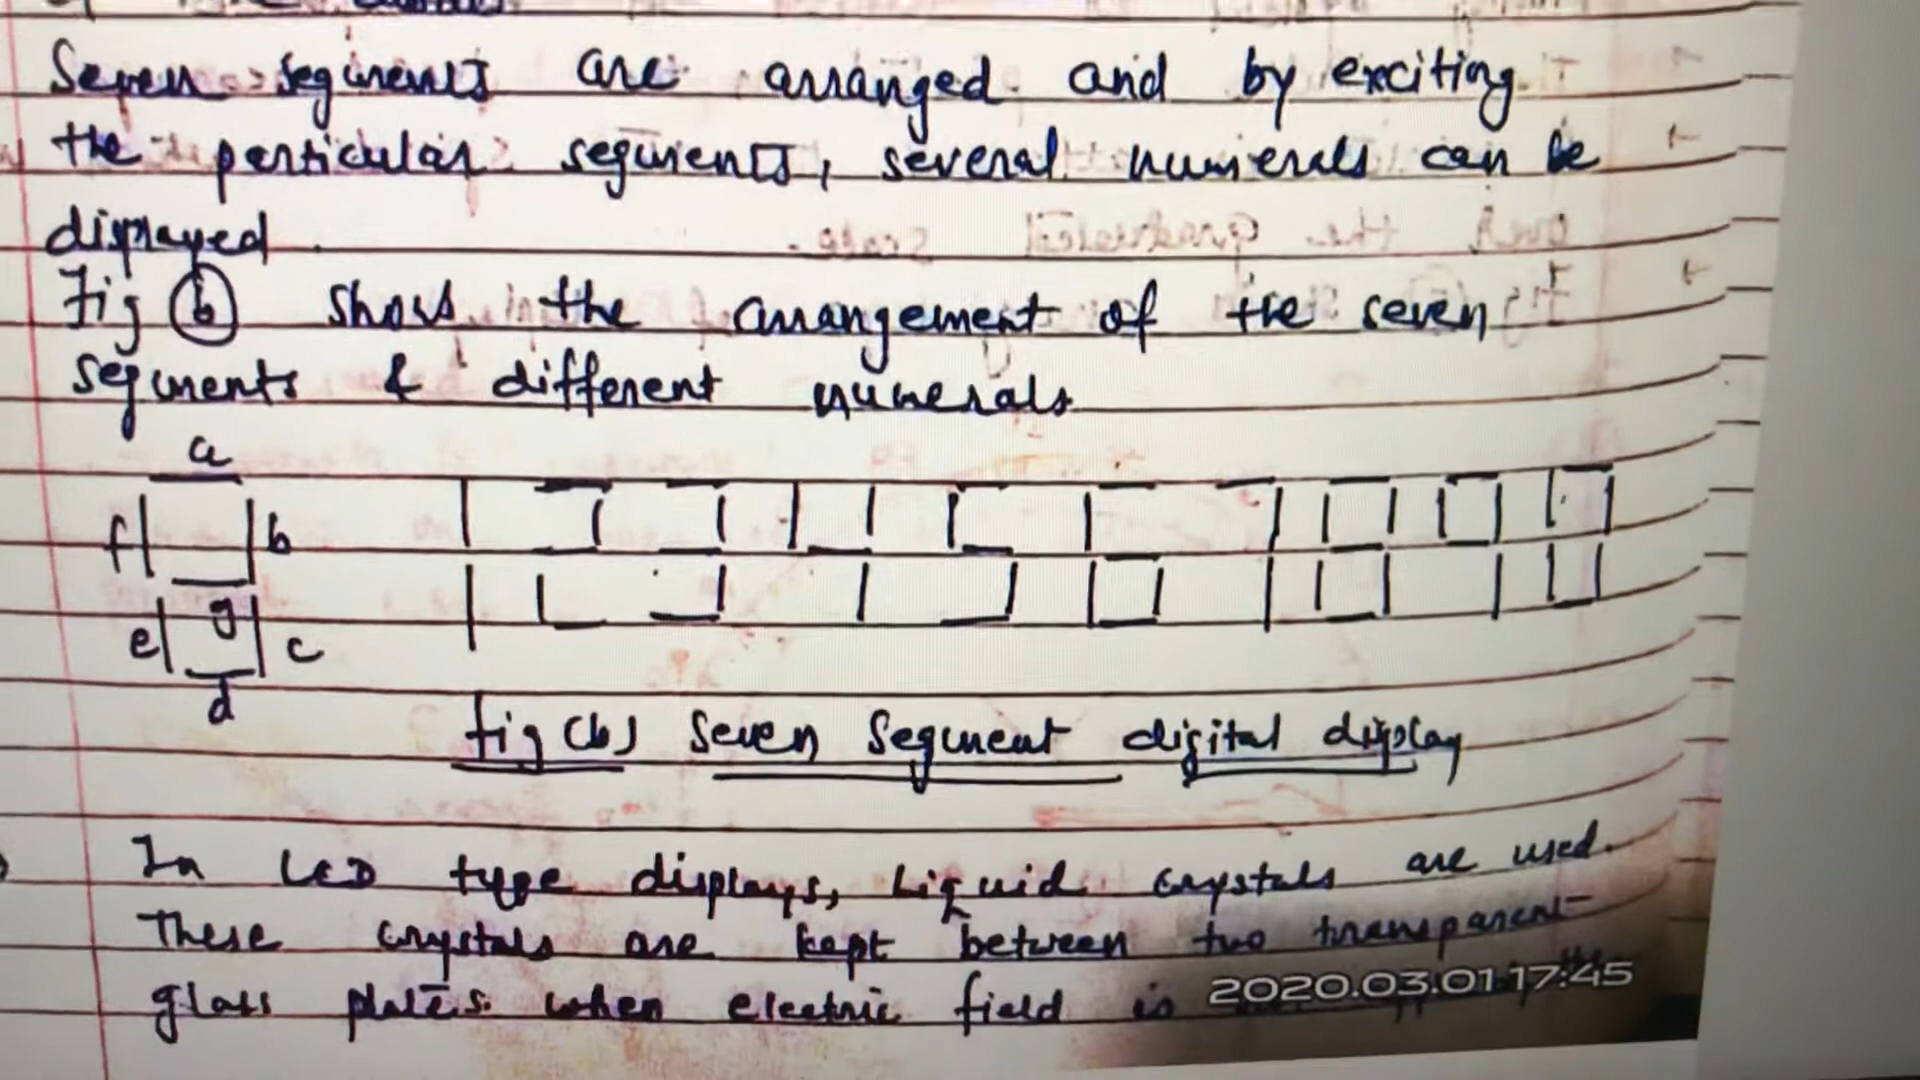 Seven segments are arranged and by exciting
the particular segments, several numerals can be
displayed.
Fig (b) shows the arrangement of the seven
segments & different numerals
a
f b
g
e c
d
fig (b) Seven Segment digital display
In LCD type displays, Liquid crystals are used.
These crystals are kept between two transparent
glass plates. when electric field is
2020.03.01 17:45